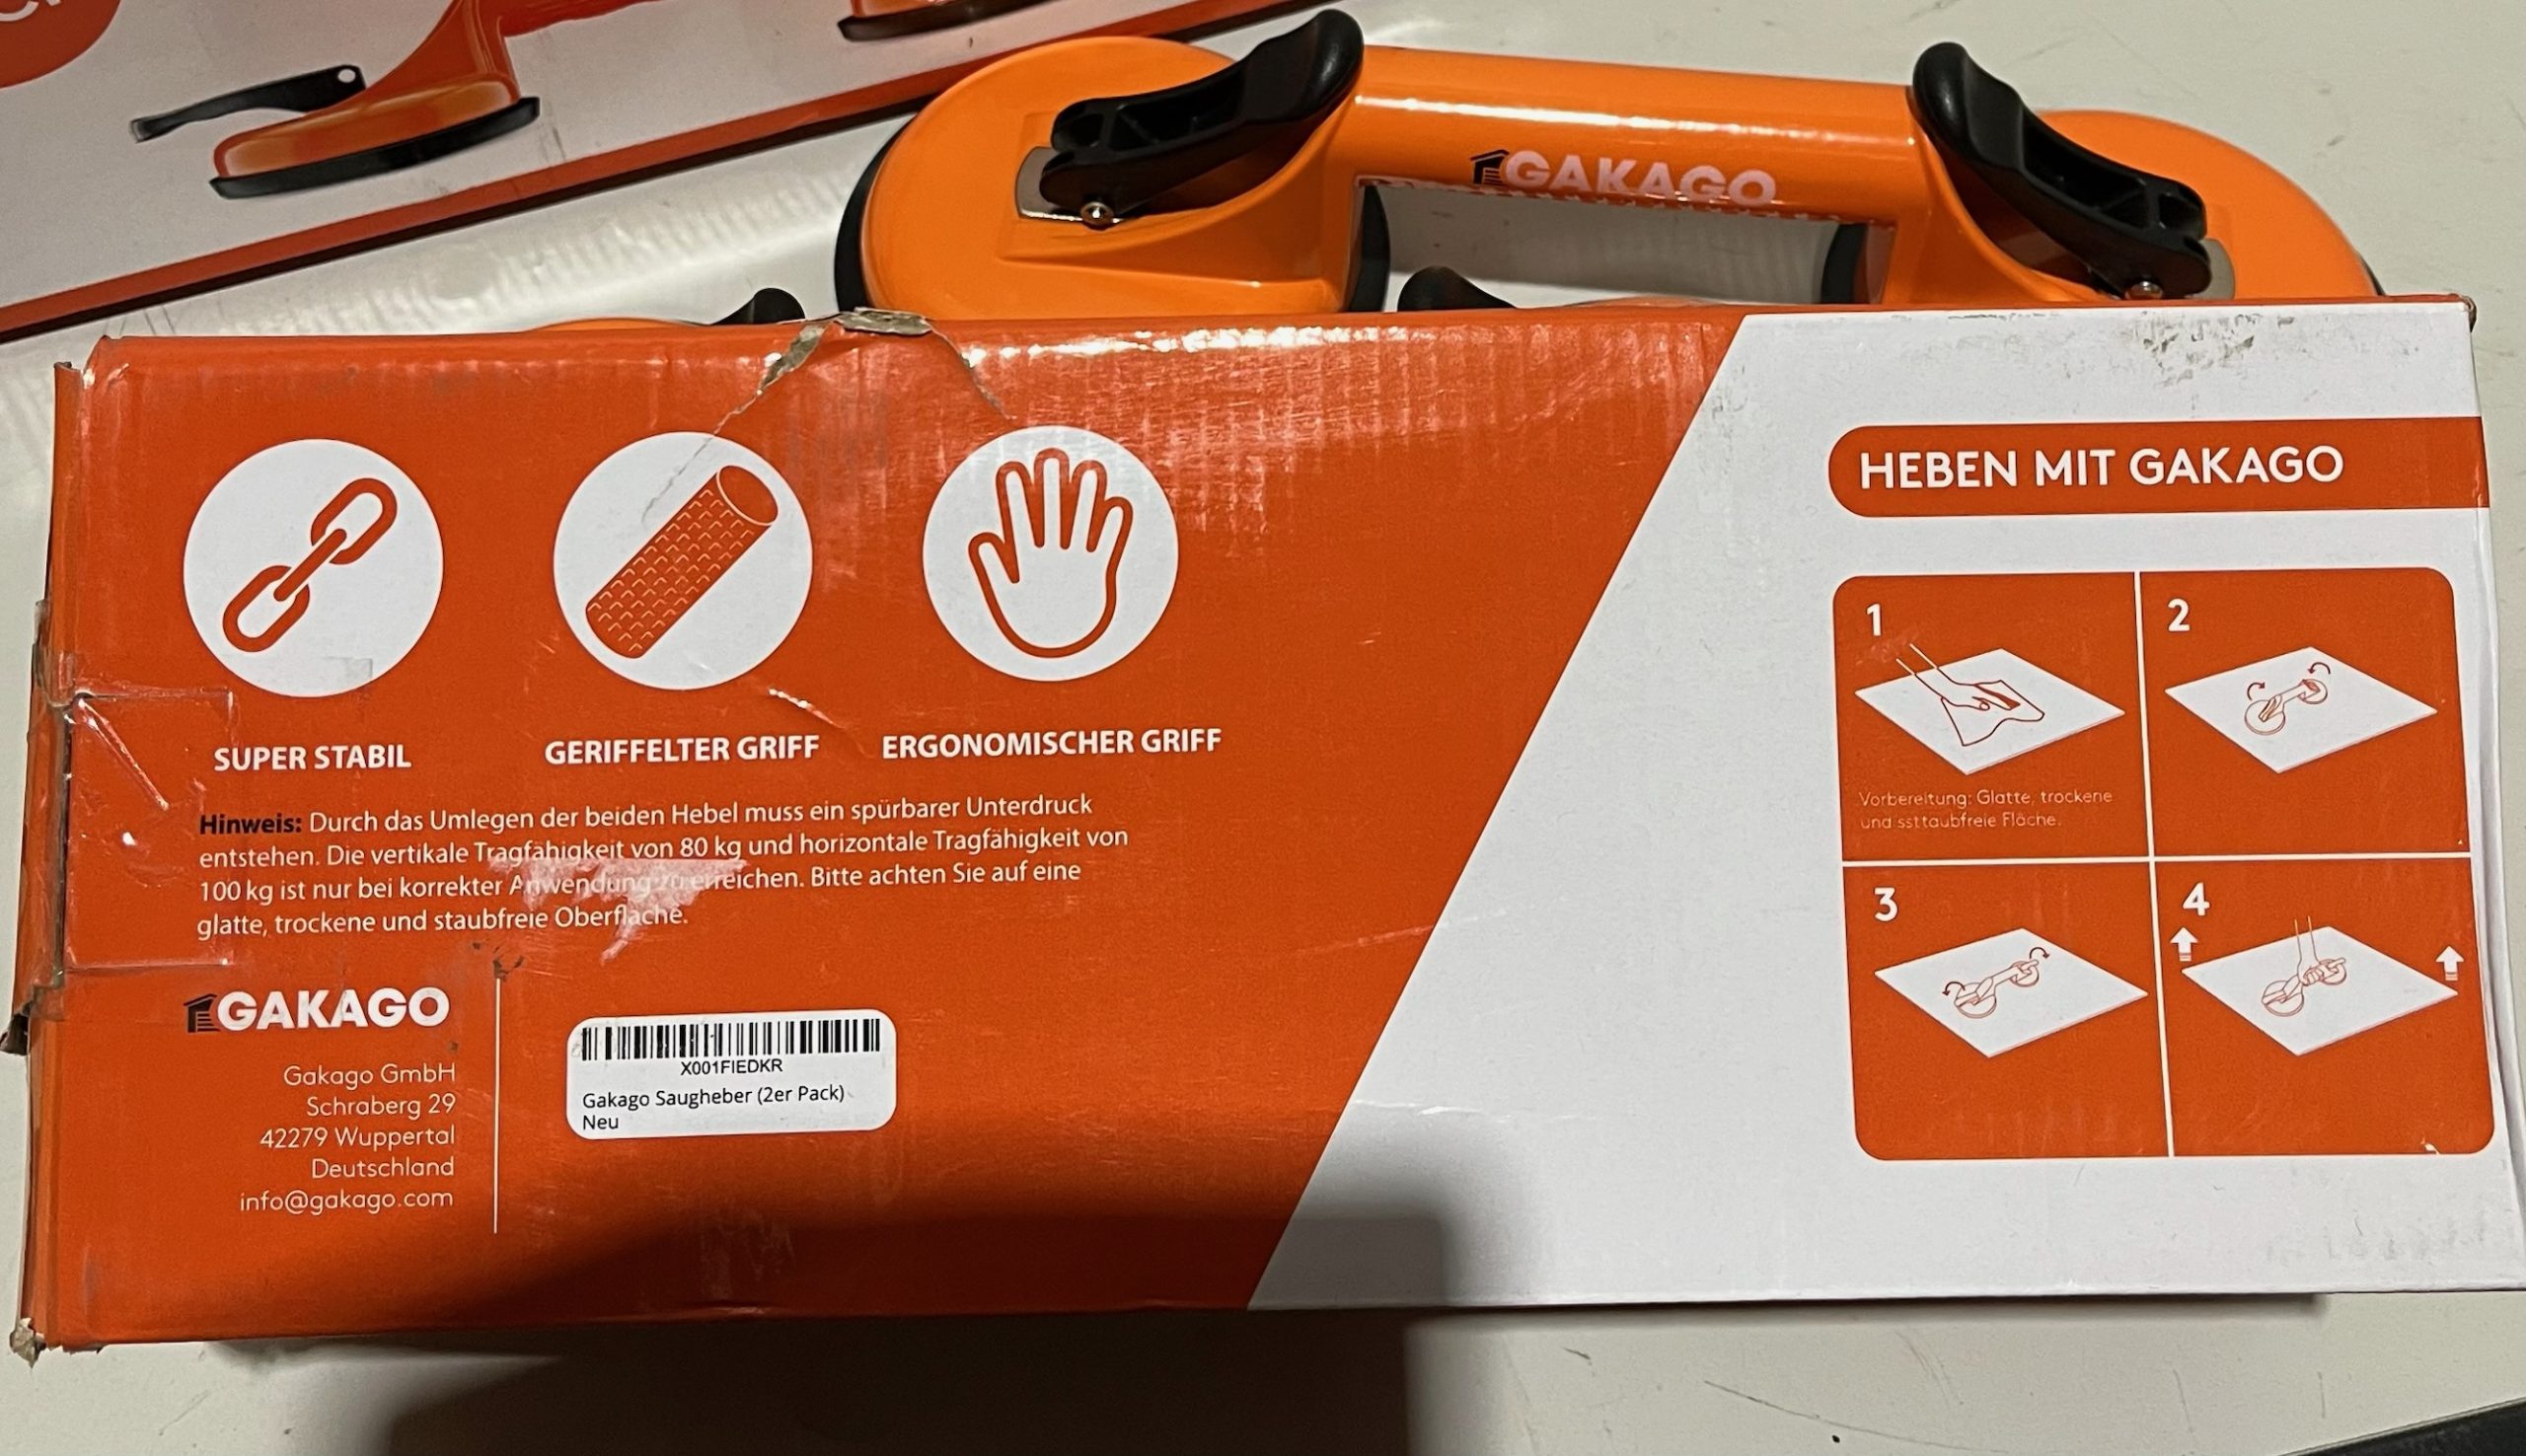 GAKAGO
SUPER STABIL
GERIFFELTER GRIFF
ERGONOMISCHER GRIFF
Hinweis: Durch das Umlegen der beiden Hebel muss ein spürbarer Unterdruck
entstehen. Die vertikale Tragfähigkeit von 80 kg und horizontale Tragfähigkeit von
100 kg ist nur bei korrekter Anwendung zu erreichen. Bitte achten Sie auf eine
glatte, trockene und staubfreie Oberfläche.
GAKAGO
Gakago GmbH
Schraberg 29
42279 Wuppertal
Deutschland
info@gakago.com
X001FIEDKR
Gakago Saugheber (2er Pack)
Neu
HEBEN MIT GAKAGO
1
Vorbereitung: Glatte, trockene
und ssttaubfreie Fläche.
2
3
4